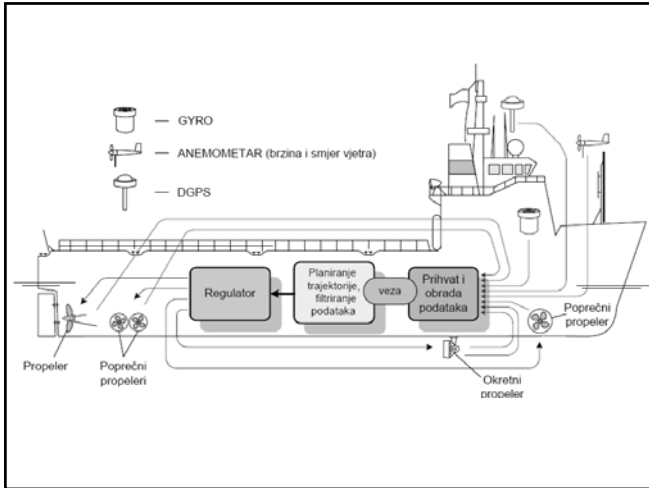 GYRO
ANEMOMETAR (brzina i smjer vjetra)
DGPS
Regulator
Planiranje
trajektorije,
filtriranje
podataka
veza
Prihvat i
obrada
podataka
Poprečni
propeler
Propeler
Poprečni
propeleri
Okretni
propeler